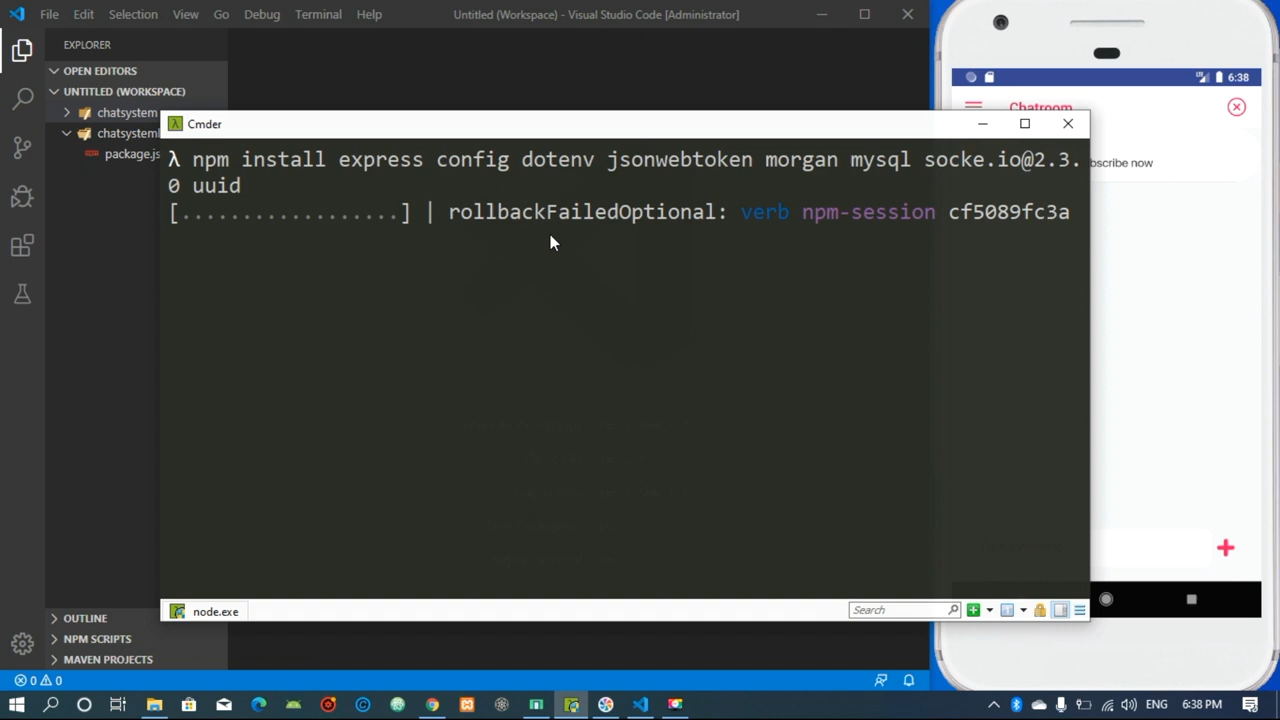 File Edit Selection View Go Debug Terminal Help Untitled (Workspace) - Visual Studio Code [Administrator]
EXPLORER
OPEN EDITORS
UNTITLED (WORKSPACE)
chatsystem
chatsystem
package.js
OUTLINE
NPM SCRIPTS
MAVEN PROJECTS
0 0
Cmder
λ npm install express config dotenv jsonwebtoken morgan mysql socke.io@2.3.
0 uuid
[..................] | rollbackFailedOptional: verb npm-session cf5089fc3a
node.exe
Search
6:38
Chatroom
bscribe now
ENG 6:38 PM